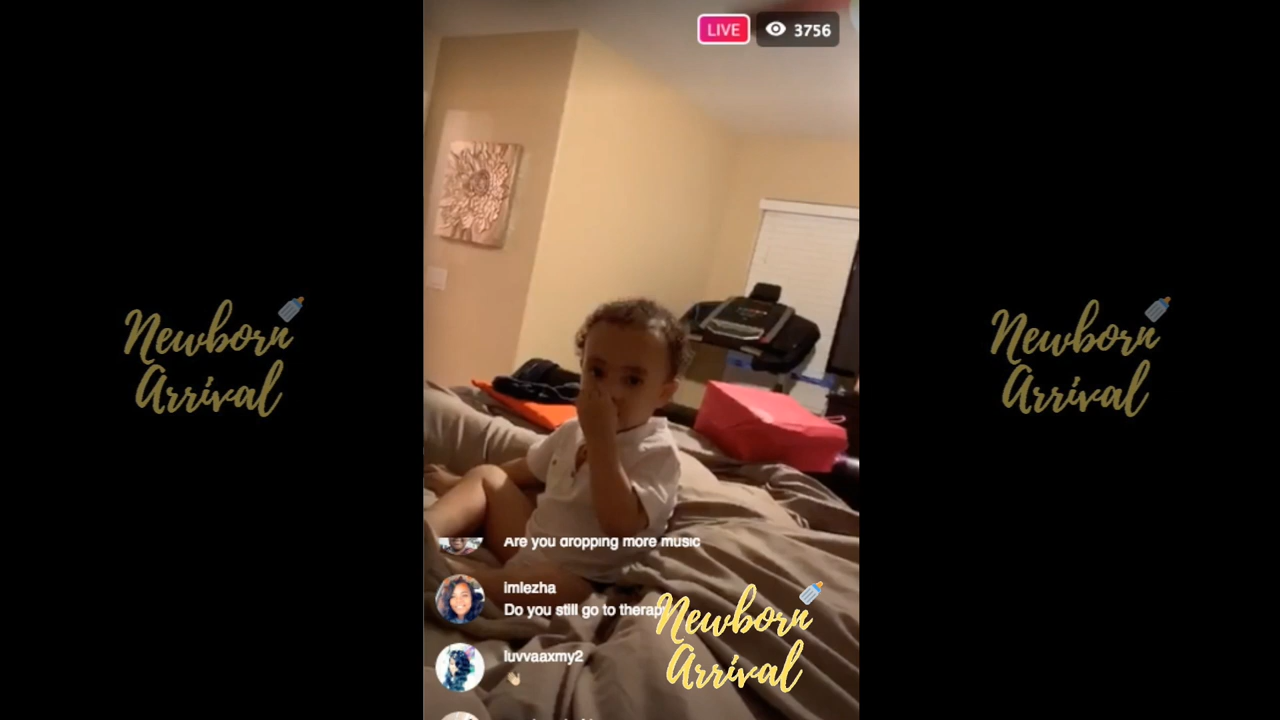 LIVE 3756
Newborn
Arrival
Newborn
Arrival
Are you dropping more music
imlezha
Do you still go to therapy
luvvaaxmy2
Newborn
Arrival